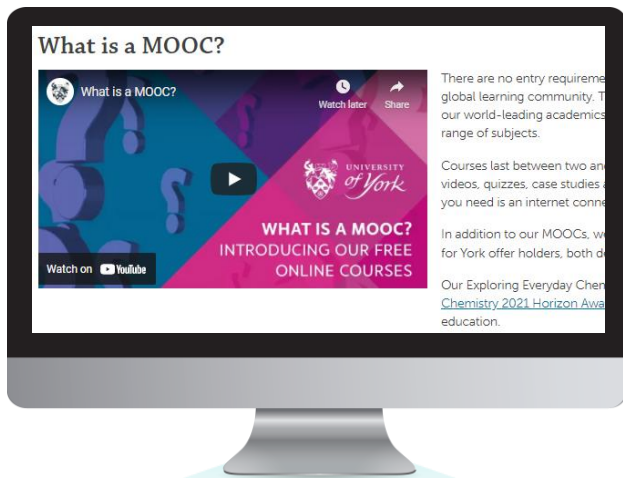 What is a MOOC?
What is a MOOC?
Watch later
Share
UNIVERSITY
of York
WHAT IS A MOOC?
INTRODUCING OUR FREE
ONLINE COURSES
Watch on YouTube
There are no entry requireme
global learning community. T
our world-leading academics
range of subjects.
Courses last between two an
videos, quizzes, case studies
you need is an internet conne
In addition to our MOOCs, w
for York offer holders, both d
Our Exploring Everyday Chem
Chemistry 2021 Horizon Awa
education.